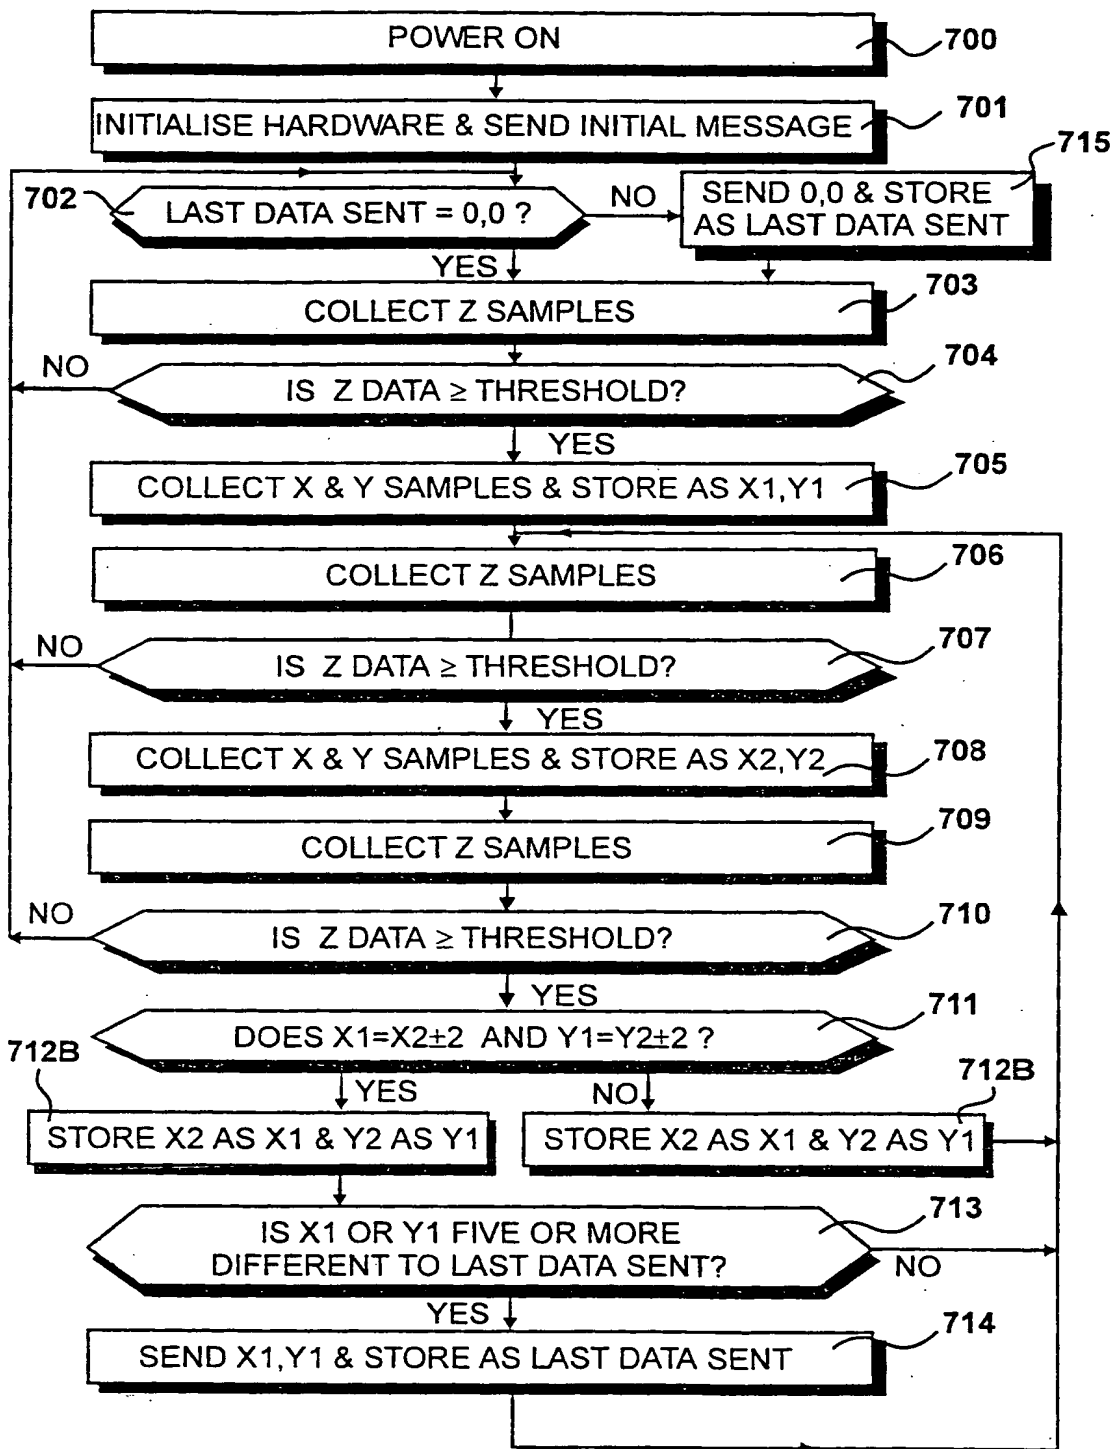 POWER ON
700
INITIALISE HARDWARE & SEND INITIAL MESSAGE
701
702
LAST DATA SENT = 0,0 ?
NO
SEND 0,0 & STORE
AS LAST DATA SENT
715
YES
COLLECT Z SAMPLES
703
NO
IS Z DATA ≥ THRESHOLD?
704
YES
COLLECT X & Y SAMPLES & STORE AS X1,Y1
705
COLLECT Z SAMPLES
706
NO
IS Z DATA ≥ THRESHOLD?
707
YES
COLLECT X & Y SAMPLES & STORE AS X2,Y2
708
COLLECT Z SAMPLES
709
NO
IS Z DATA ≥ THRESHOLD?
710
YES
DOES X1=X2±2 AND Y1=Y2±2 ?
711
712B
YES
NO
712B
STORE X2 AS X1 & Y2 AS Y1
STORE X2 AS X1 & Y2 AS Y1
IS X1 OR Y1 FIVE OR MORE
DIFFERENT TO LAST DATA SENT?
713
NO
YES
SEND X1,Y1 & STORE AS LAST DATA SENT
714